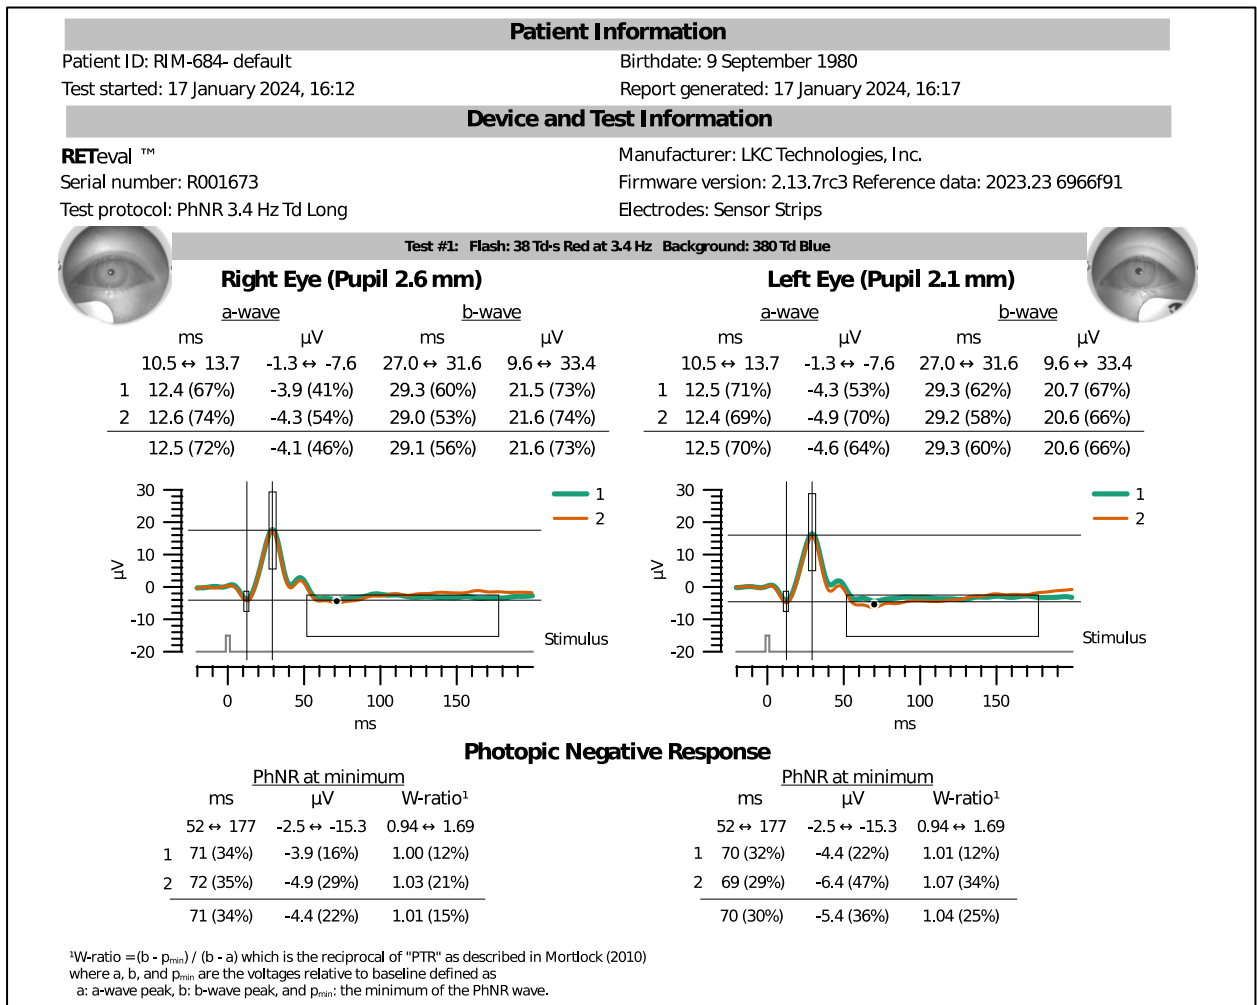 Patient Information
Patient ID: RIM-684- default Birthdate: 9 September 1980
Test started: 17 January 2024, 16:12 Report generated: 17 January 2024, 16:17
Device and Test Information
RETeval ™ Manufacturer: LKC Technologies, Inc.
Serial number: R001673 Firmware version: 2.13.7rc3 Reference data: 2023.23 6966f91
Test protocol: PhNR 3.4 Hz Td Long Electrodes: Sensor Strips
Test #1: Flash: 38 Td·s Red at 3.4 Hz Background: 380 Td Blue
Right Eye (Pupil 2.6 mm)
a-wave b-wave
ms µV ms µV
10.5 ↔ 13.7 -1.3 ↔ -7.6 27.0 ↔ 31.6 9.6 ↔ 33.4
1 12.4 (67%) -3.9 (41%) 29.3 (60%) 21.5 (73%)
2 12.6 (74%) -4.3 (54%) 29.0 (53%) 21.6 (74%)
12.5 (72%) -4.1 (46%) 29.1 (56%) 21.6 (73%)
Left Eye (Pupil 2.1 mm)
a-wave b-wave
ms µV ms µV
10.5 ↔ 13.7 -1.3 ↔ -7.6 27.0 ↔ 31.6 9.6 ↔ 33.4
1 12.5 (71%) -4.3 (53%) 29.3 (62%) 20.7 (67%)
2 12.4 (69%) -4.9 (70%) 29.2 (58%) 20.6 (66%)
12.5 (70%) -4.6 (64%) 29.3 (60%) 20.6 (66%)
30
20
10
0
-10
-20
µV
1
2
Stimulus
0 50 100 150
ms
30
20
10
0
-10
-20
µV
1
2
Stimulus
0 50 100 150
ms
Photopic Negative Response
PhNR at minimum
ms µV W-ratio¹
52 ↔ 177 -2.5 ↔ -15.3 0.94 ↔ 1.69
1 71 (34%) -3.9 (16%) 1.00 (12%)
2 72 (35%) -4.9 (29%) 1.03 (21%)
71 (34%) -4.4 (22%) 1.01 (15%)
PhNR at minimum
ms µV W-ratio¹
52 ↔ 177 -2.5 ↔ -15.3 0.94 ↔ 1.69
1 70 (32%) -4.4 (22%) 1.01 (12%)
2 69 (29%) -6.4 (47%) 1.07 (34%)
70 (30%) -5.4 (36%) 1.04 (25%)
¹W-ratio = (b - pmin) / (b - a) which is the reciprocal of "PTR" as described in Mortlock (2010)
where a, b, and pmin are the voltages relative to baseline defined as
a: a-wave peak, b: b-wave peak, and pmin: the minimum of the PhNR wave.